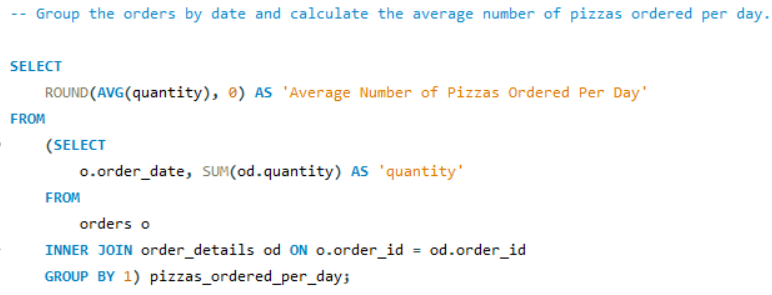 -- Group the orders by date and calculate the average number of pizzas ordered per day.
SELECT
ROUND(AVG(quantity), 0) AS 'Average Number of Pizzas Ordered Per Day'
FROM
(SELECT
o.order_date, SUM(od.quantity) AS 'quantity'
FROM
orders o
INNER JOIN order_details od ON o.order_id = od.order_id
GROUP BY 1) pizzas_ordered_per_day;